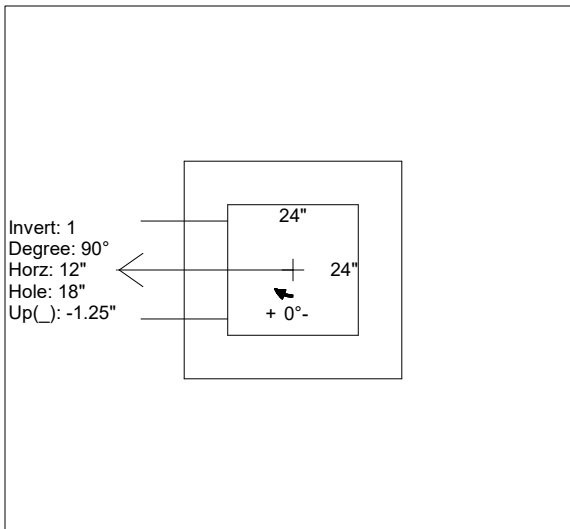 24"
Invert: 1
Degree: 90°
Horz: 12"
24"
Hole: 18"
Up(_): -1.25"
+ 0°-